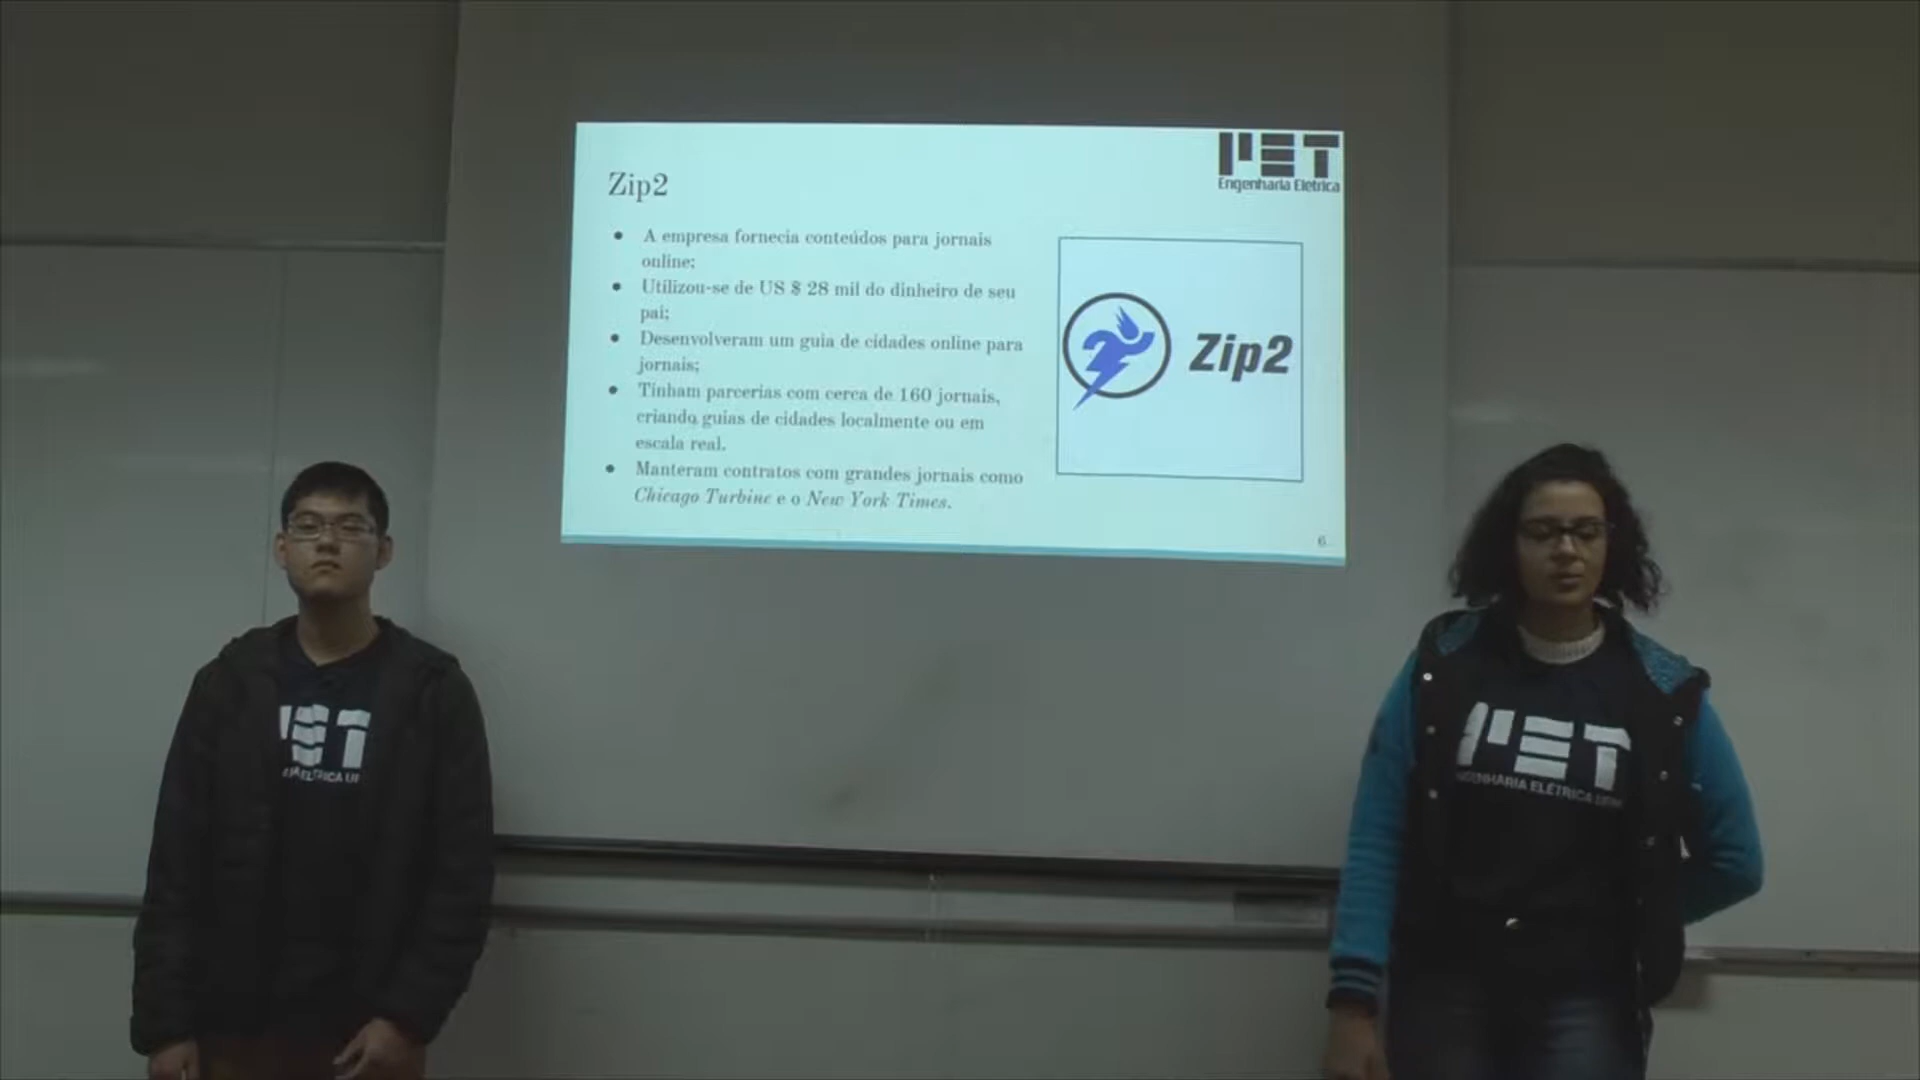 Zip2
PET
Engenharia Eletrica
● A empresa fornecia conteúdos para jornais
online;
● Utilizou-se de US $ 28 mil do dinheiro de seu
pai;
● Desenvolveram um guia de cidades online para
jornais;
● Tinham parcerias com cerca de 160 jornais,
criando guias de cidades localmente ou em
escala real.
● Manteram contratos com grandes jornais como
Chicago Turbine e o New York Times.
Zip2
6
PET
PET
ENGENHARIA ELÉTRICA